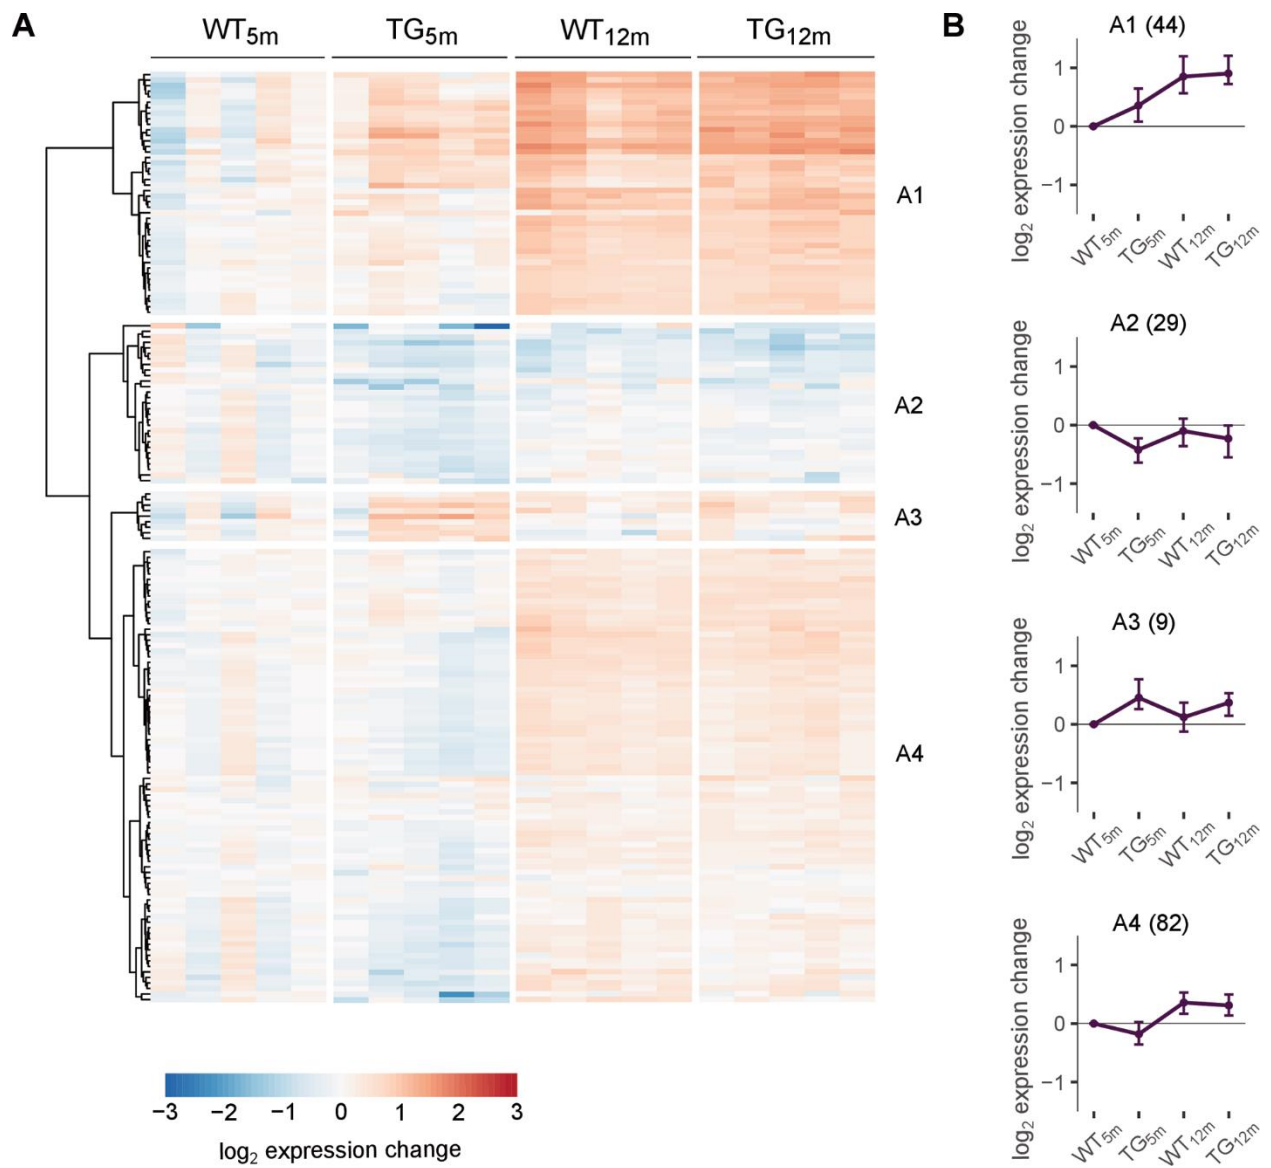 A
WT5m TG5m WT12m TG12m
A1
A2
A3
A4
−3 −2 −1 0 1 2 3
log2 expression change
B
A1 (44)
log2 expression change
1
0
−1
WT5m TG5m WT12m TG12m
A2 (29)
log2 expression change
1
0
−1
WT5m TG5m WT12m TG12m
A3 (9)
log2 expression change
1
0
−1
WT5m TG5m WT12m TG12m
A4 (82)
log2 expression change
1
0
−1
WT5m TG5m WT12m TG12m